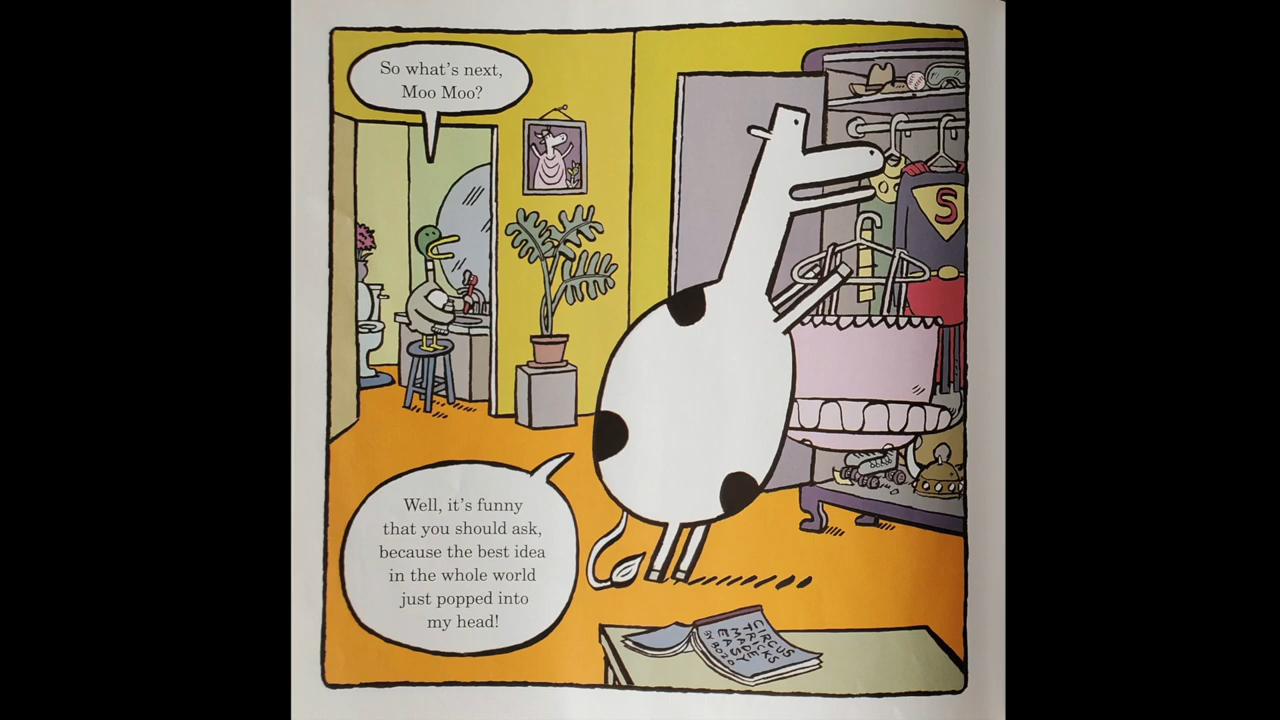 So what's next,
Moo Moo?
S
Well, it's funny
that you should ask,
because the best idea
in the whole world
just popped into
my head!
CIRCUS
TRICKS
MADE
EASY
BY BOZO